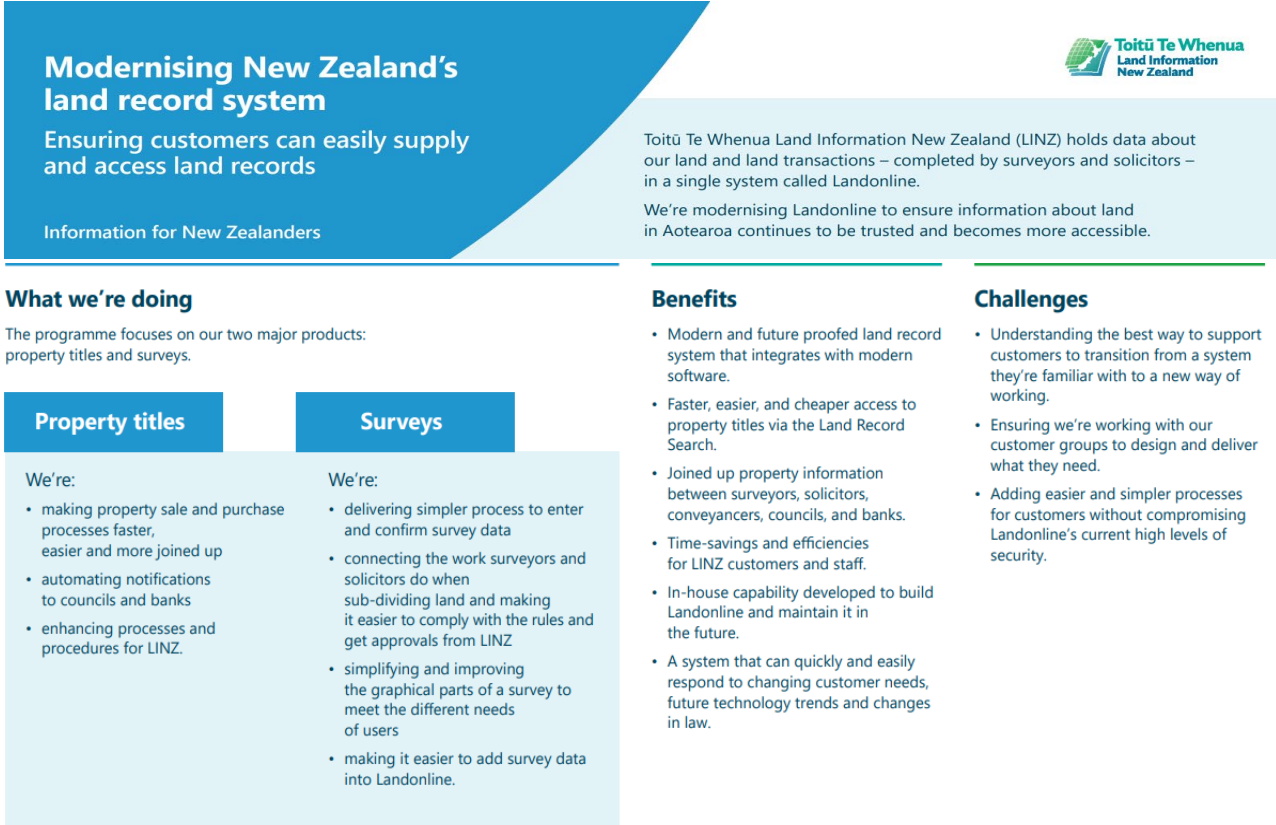 Modernising New Zealand's
land record system
Ensuring customers can easily supply
and access land records
Information for New Zealanders
Toitū Te Whenua
Land Information
New Zealand
Toitū Te Whenua Land Information New Zealand (LINZ) holds data about
our land and land transactions – completed by surveyors and solicitors –
in a single system called Landonline.
We're modernising Landonline to ensure information about land
in Aotearoa continues to be trusted and becomes more accessible.
What we're doing
The programme focuses on our two major products:
property titles and surveys.
Property titles
We're:
• making property sale and purchase
processes faster,
easier and more joined up
• automating notifications
to councils and banks
• enhancing processes and
procedures for LINZ.
Surveys
We're:
• delivering simpler process to enter
and confirm survey data
• connecting the work surveyors and
solicitors do when
sub-dividing land and making
it easier to comply with the rules and
get approvals from LINZ
• simplifying and improving
the graphical parts of a survey to
meet the different needs
of users
• making it easier to add survey data
into Landonline.
Benefits
• Modern and future proofed land record
system that integrates with modern
software.
• Faster, easier, and cheaper access to
property titles via the Land Record
Search.
• Joined up property information
between surveyors, solicitors,
conveyancers, councils, and banks.
• Time-savings and efficiencies
for LINZ customers and staff.
• In-house capability developed to build
Landonline and maintain it in
the future.
• A system that can quickly and easily
respond to changing customer needs,
future technology trends and changes
in law.
Challenges
• Understanding the best way to support
customers to transition from a system
they're familiar with to a new way of
working.
• Ensuring we're working with our
customer groups to design and deliver
what they need.
• Adding easier and simpler processes
for customers without compromising
Landonline's current high levels of
security.